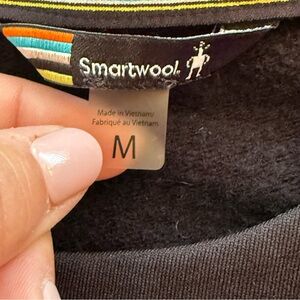 Smartwool.
Made in Vietnam/
Fabriqué au Vietnam
M